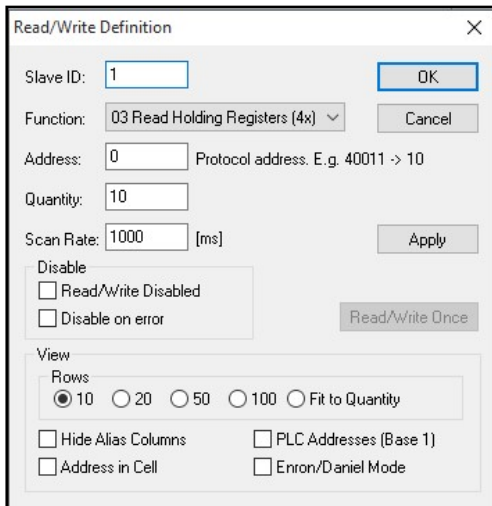 Read/Write Definition
Slave ID: 1 OK
Function: 03 Read Holding Registers (4x) Cancel
Address: 0 Protocol address. E.g. 40011 -> 10
Quantity: 10
Scan Rate: 1000 [ms] Apply
Disable
Read/Write Disabled
Disable on error
Read/Write Once
View
Rows
10 20 50 100 Fit to Quantity
Hide Alias Columns PLC Addresses (Base 1)
Address in Cell Enron/Daniel Mode